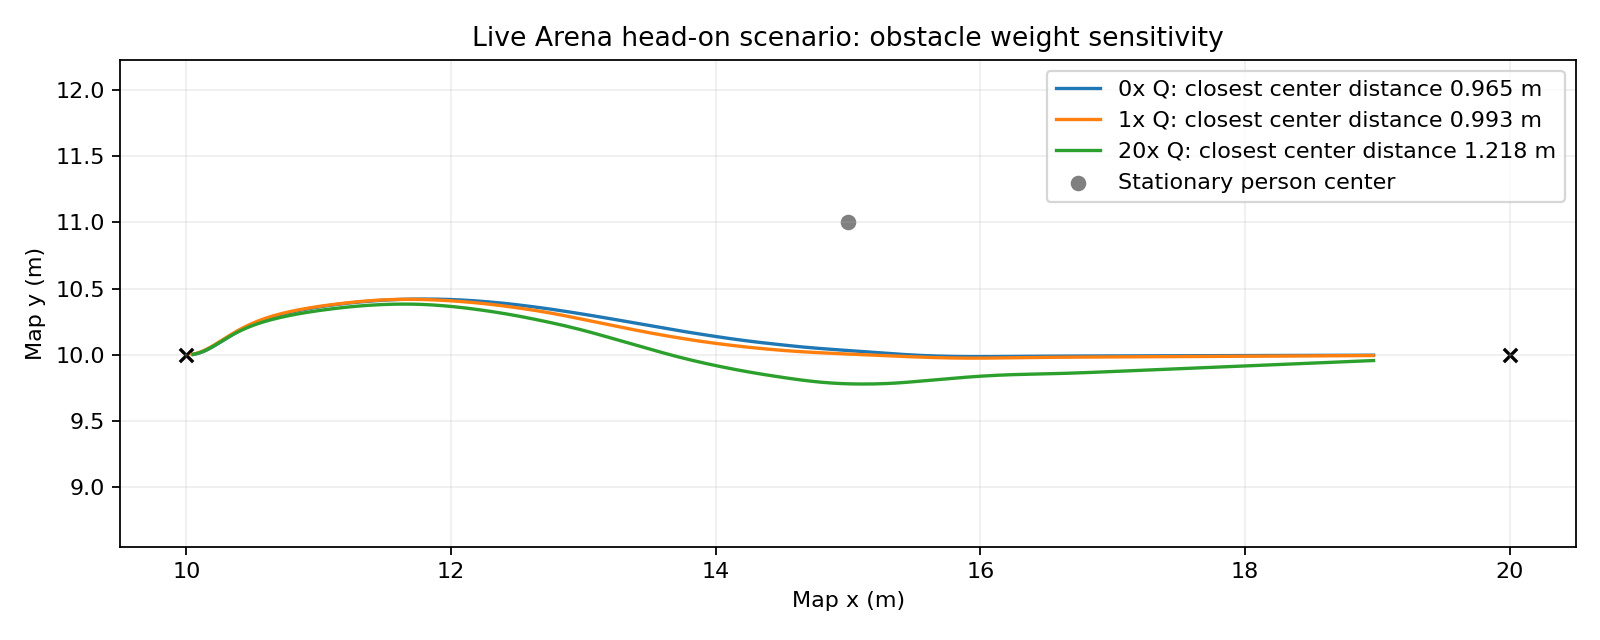 Live Arena head-on scenario: obstacle weight sensitivity
0x Q: closest center distance 0.965 m
1x Q: closest center distance 0.993 m
20x Q: closest center distance 1.218 m
Stationary person center
Map y (m)
12.0
11.5
11.0
10.5
10.0
9.5
9.0
10 12 14 16 18 20
Map x (m)